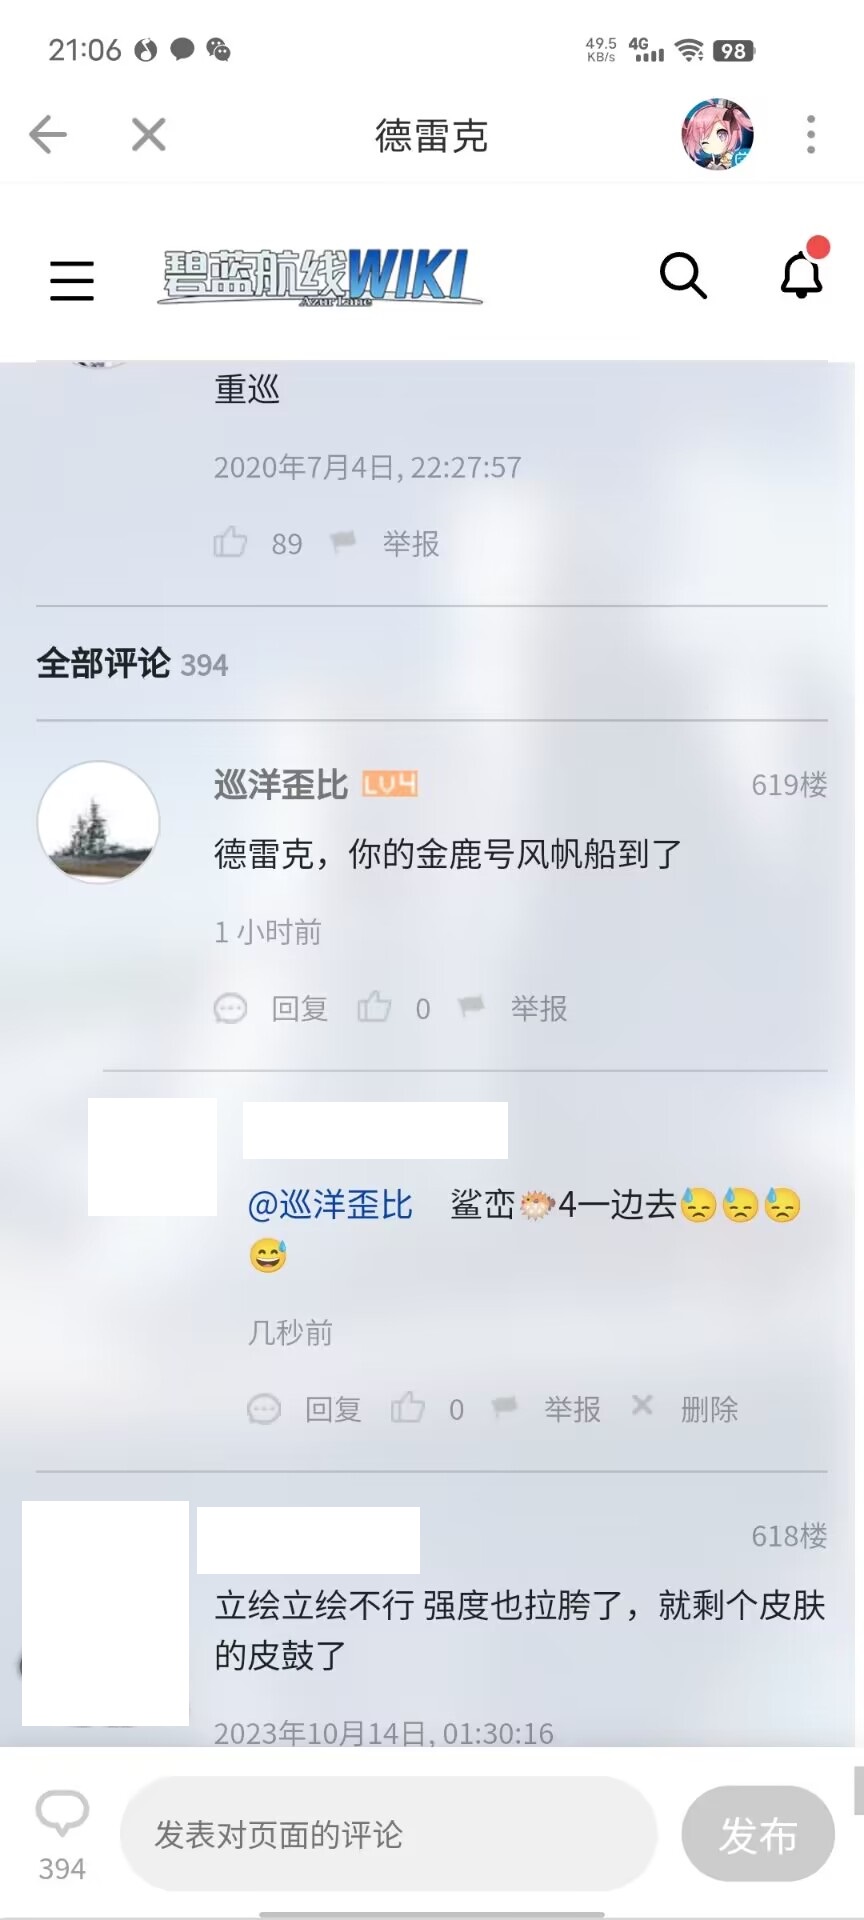 21:06
49.5 KB/s
4G
98
德雷克
碧蓝航线WIKI
Azur Lane
重巡
2020年7月4日, 22:27:57
89 举报
全部评论 394
巡洋歪比 LV4 619楼
德雷克，你的金鹿号风帆船到了
1 小时前
回复 0 举报
@巡洋歪比 鲨峦🐡4一边去😓😓😓
😅
几秒前
回复 0 举报 删除
618楼
立绘立绘不行 强度也拉胯了，就剩个皮肤
的皮鼓了
2023年10月14日, 01:30:16
发表对页面的评论
发布
394